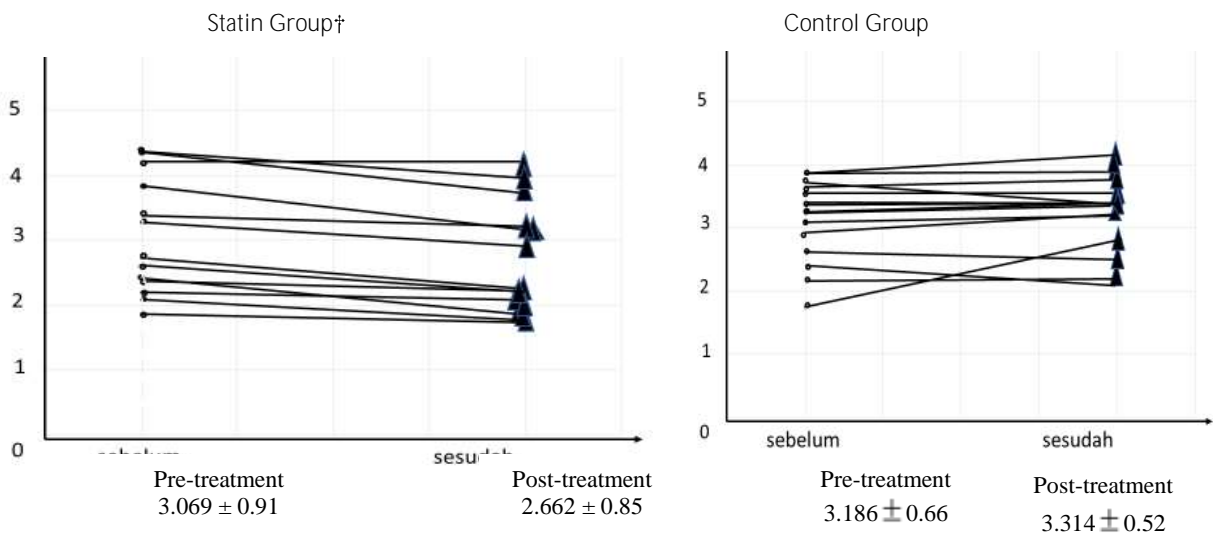 Statin Group†
5
4
3
2
1
0
Pre-treatment
3.069 ± 0.91
Post-treatment
2.662 ± 0.85
Control Group
5
4
3
2
1
0
sebelum
sesudah
Pre-treatment
3.186 ± 0.66
Post-treatment
3.314 ± 0.52